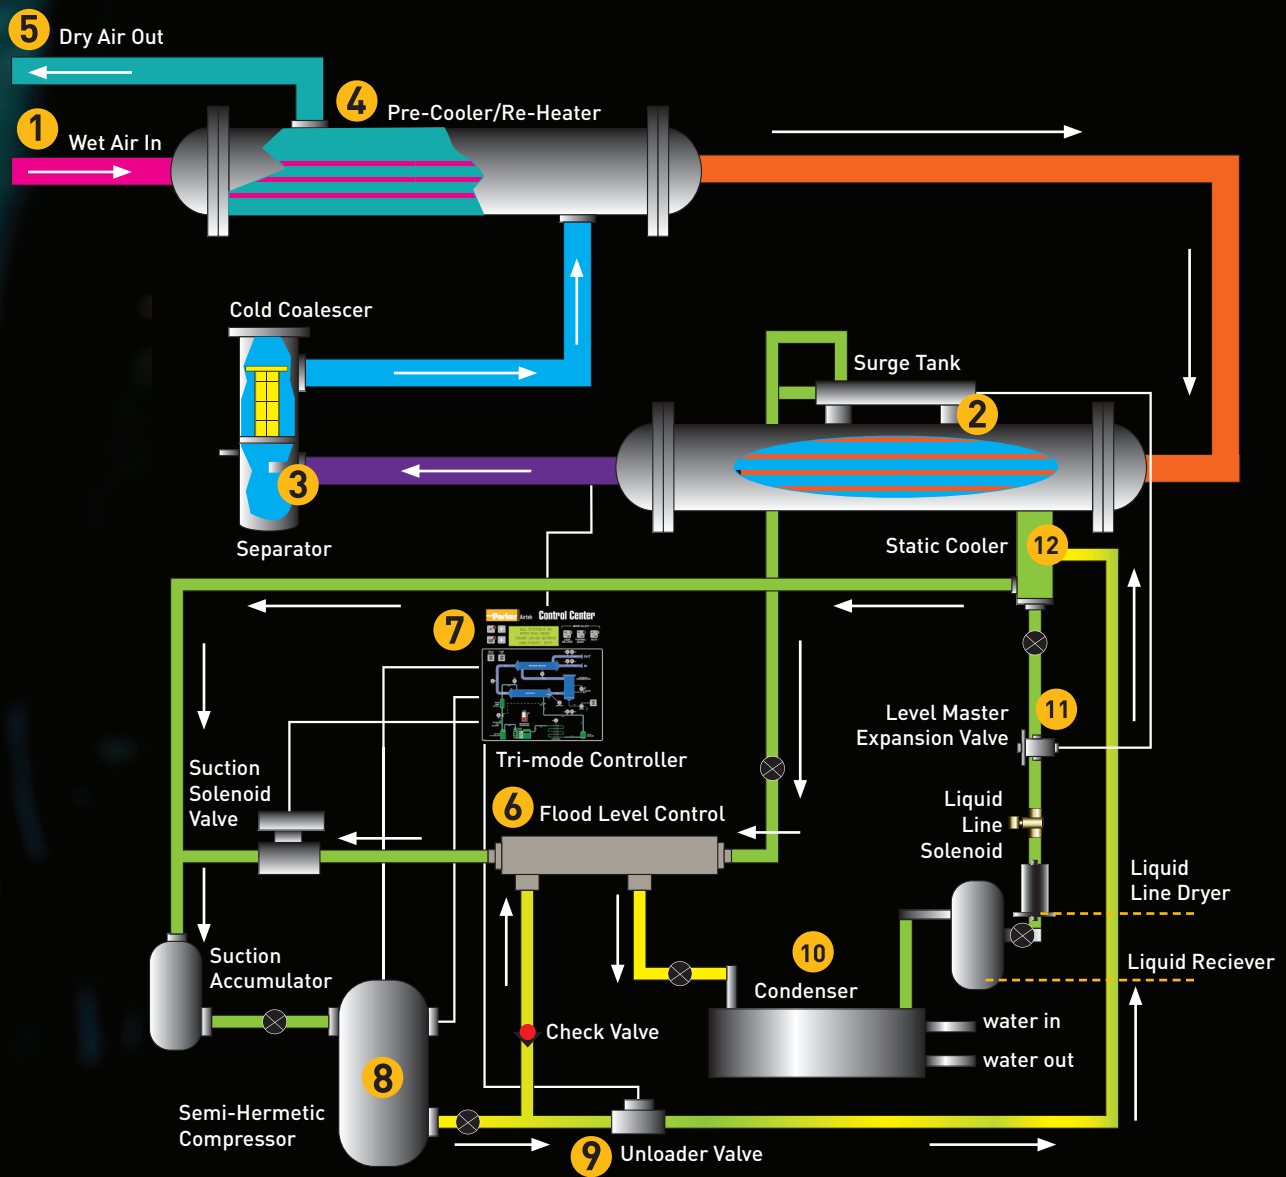 5
Dry Air Out
4
Pre-Cooler/Re-Heater
1
Wet Air In
Cold Coalescer
Surge Tank
2
3
Separator
Static Cooler
12
7
Parker Airtek Control Center
Tri-mode Controller
11
Level Master
Expansion Valve
Suction
Solenoid
Valve
6
Flood Level Control
Liquid
Line
Solenoid
Liquid
Line Dryer
Suction
Accumulator
10
Condenser
Liquid Reciever
Check Valve
water in
water out
8
Semi-Hermetic
Compressor
9
Unloader Valve